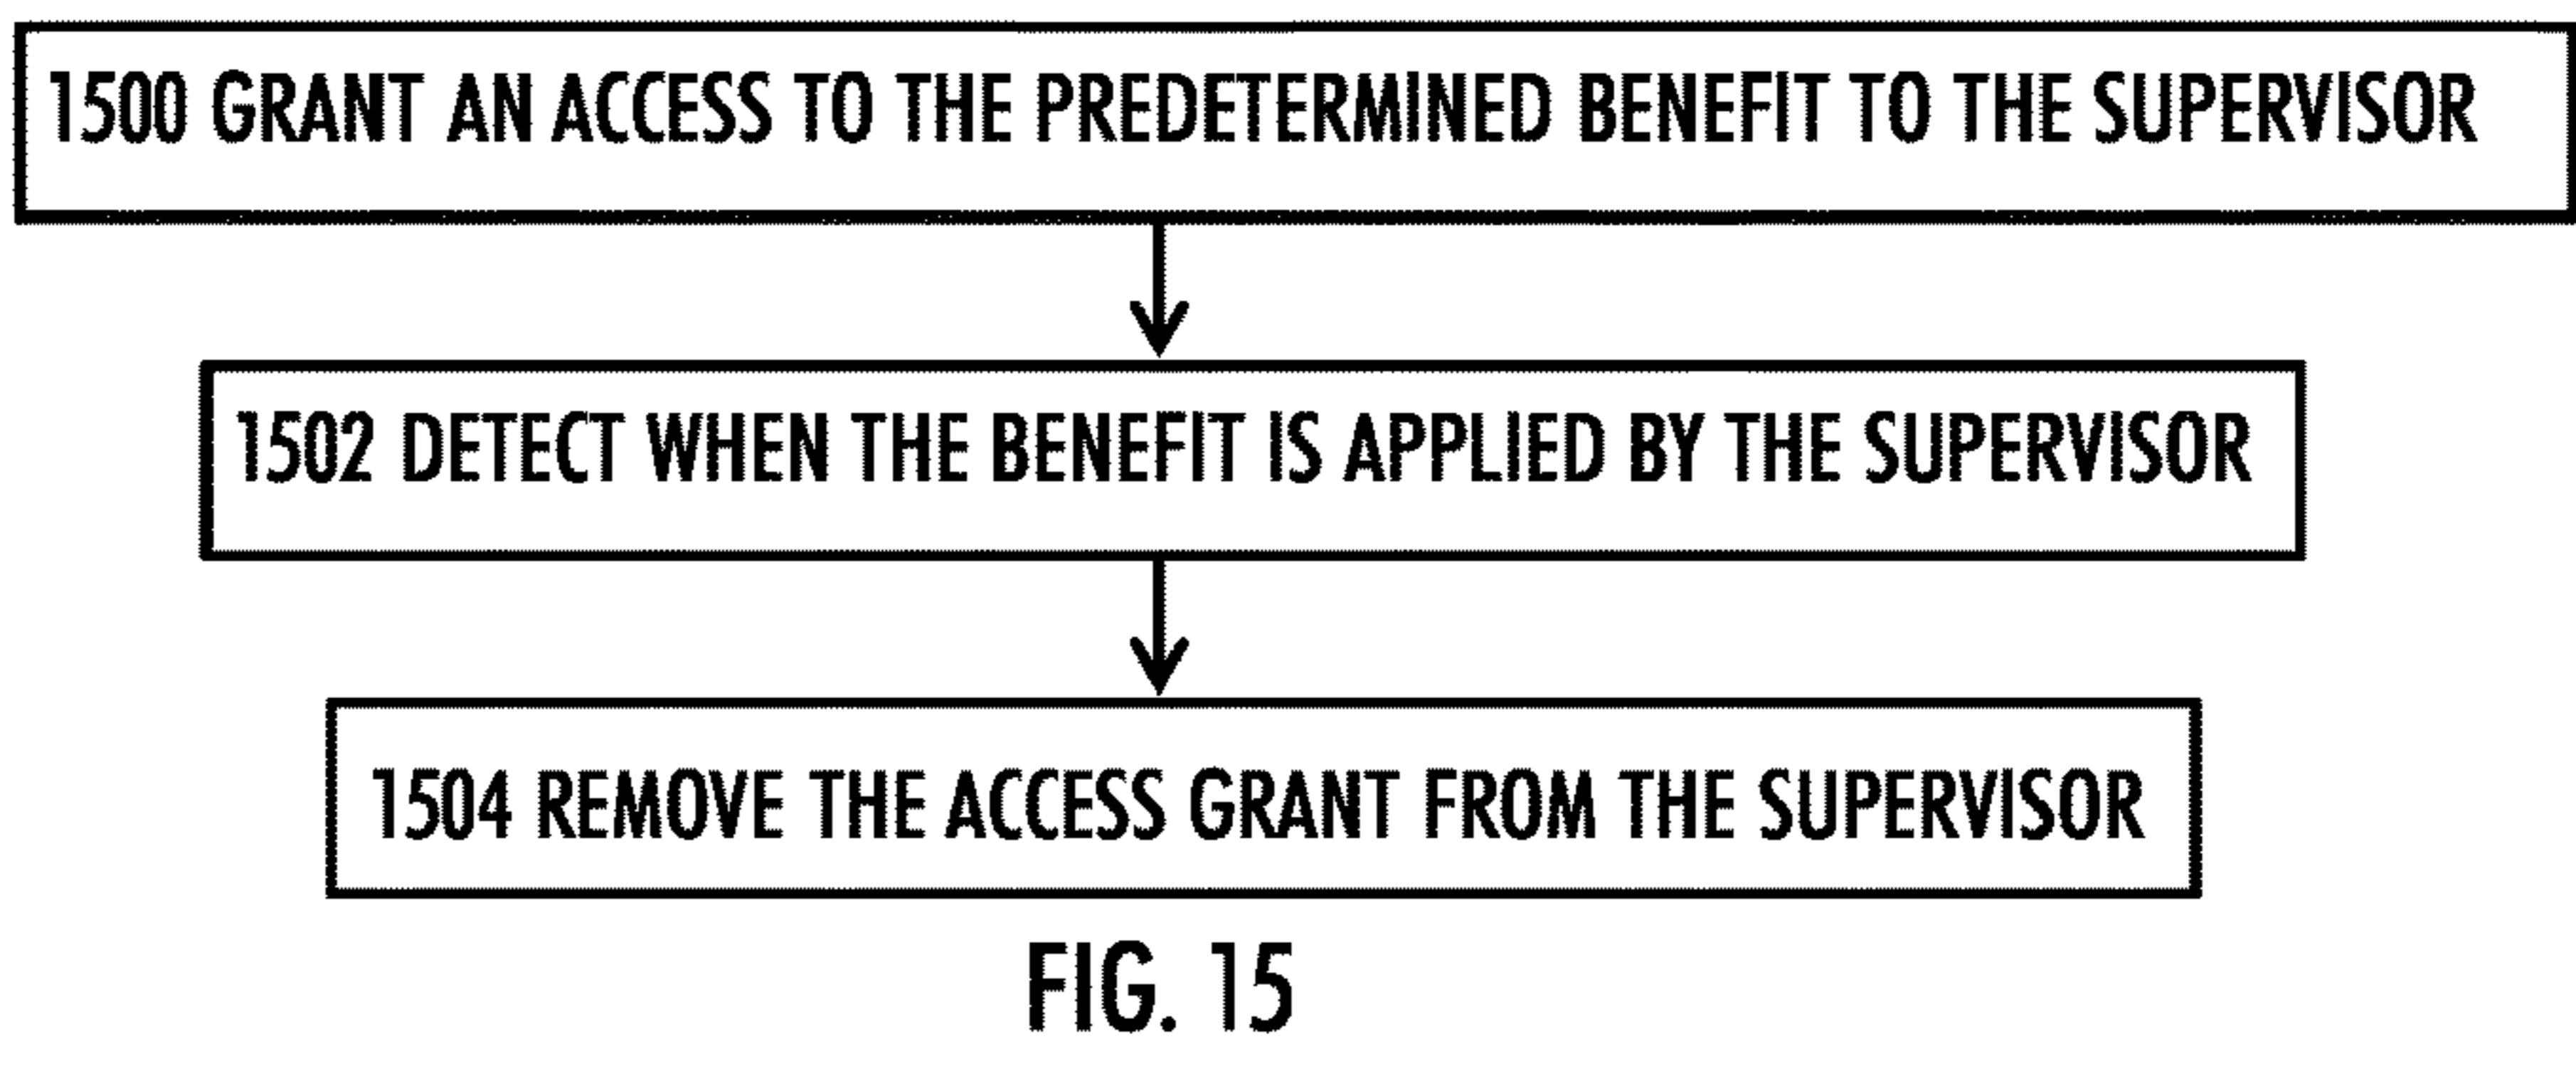 1500 GRANT AN ACCESS TO THE PREDETERMINED BENEFIT TO THE SUPERVISOR
1502 DETECT WHEN THE BENEFIT IS APPLIED BY THE SUPERVISOR
1504 REMOVE THE ACCESS GRANT FROM THE SUPERVISOR
FIG. 15